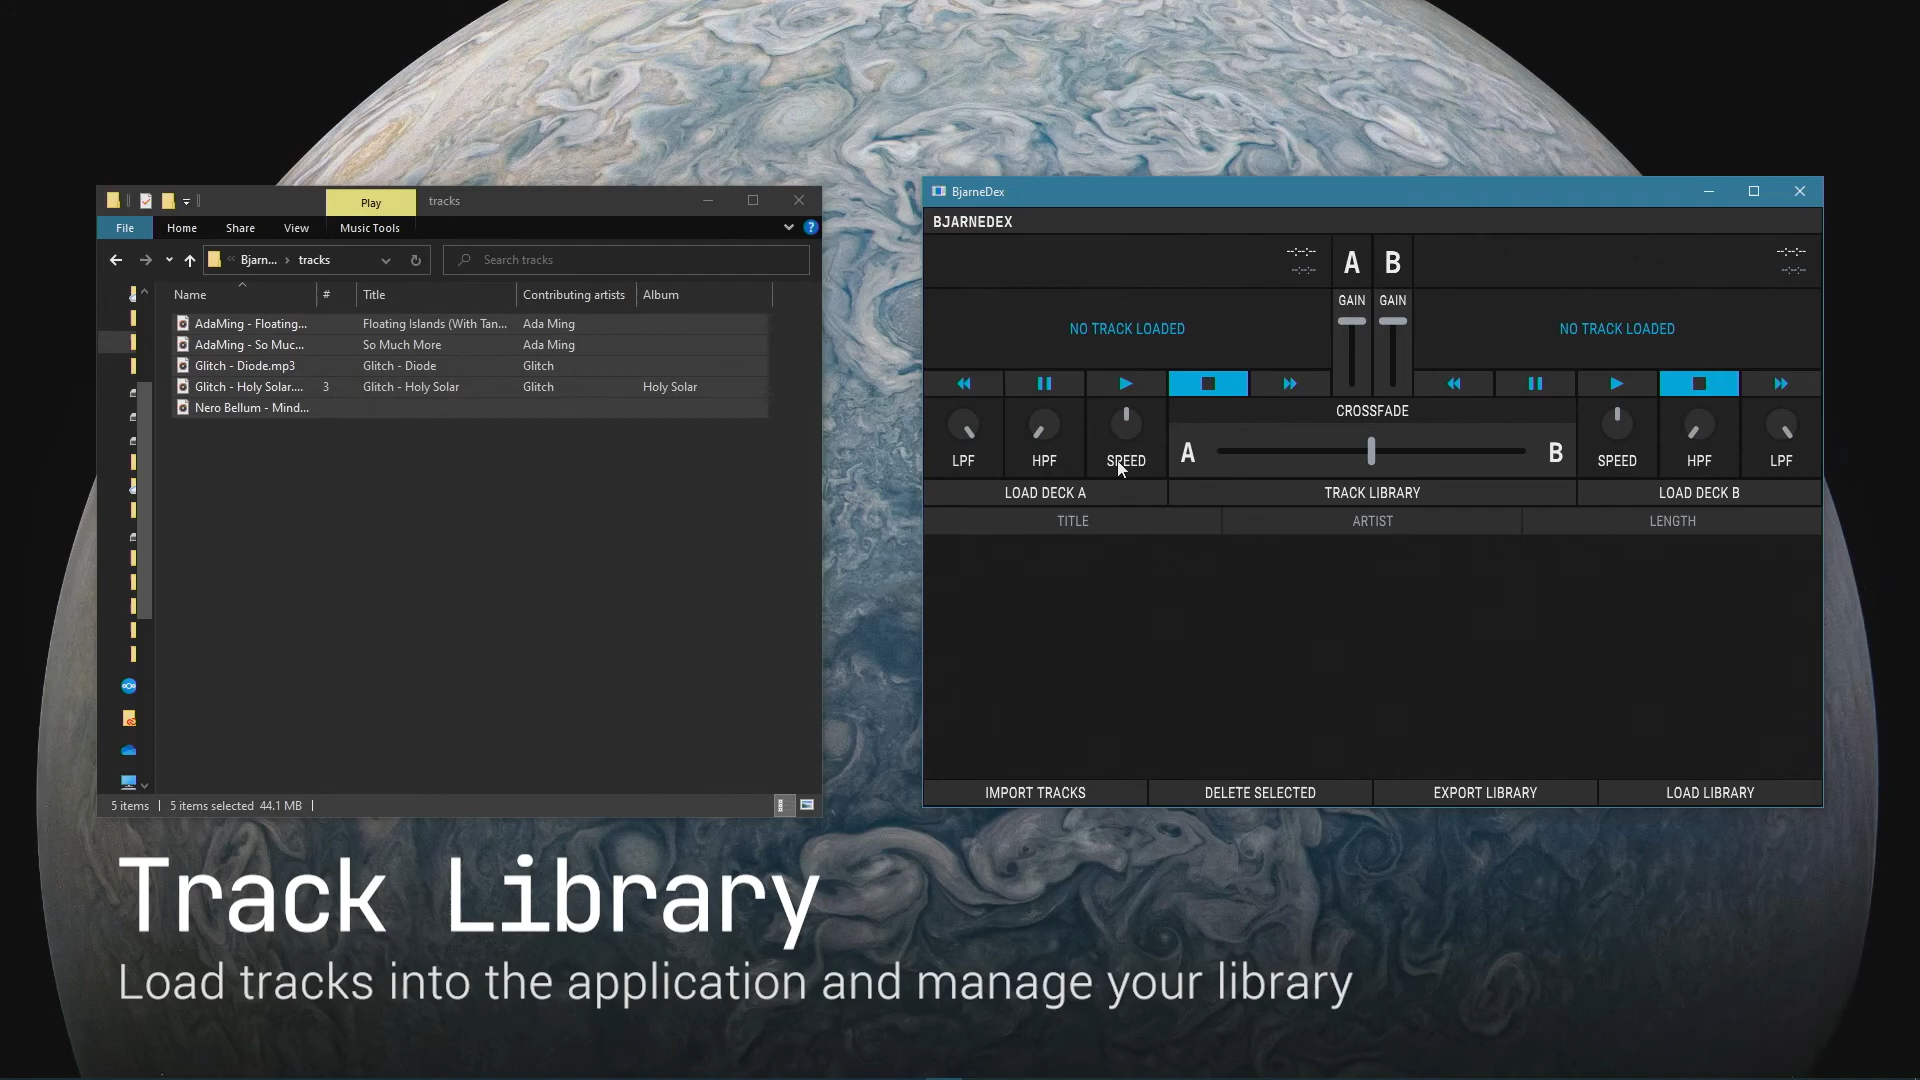 Play
tracks
File
Home
Share
View
Music Tools
Bjarn...
tracks
Search tracks
Name
#
Title
Contributing artists
Album
AdaMing - Floating... Floating Islands (With Tan... Ada Ming
AdaMing - So Muc... So Much More Ada Ming
Glitch - Diode.mp3 Glitch - Diode Glitch
Glitch - Holy Solar.... 3 Glitch - Holy Solar Glitch Holy Solar
Nero Bellum - Mind...
5 items
5 items selected 44.1 MB
BjarneDex
BJARNEDEX
--:--:--
--:--:--
A
B
--:--:--
--:--:--
GAIN
GAIN
NO TRACK LOADED
NO TRACK LOADED
CROSSFADE
LPF
HPF
SPEED
A
B
SPEED
HPF
LPF
LOAD DECK A
TRACK LIBRARY
LOAD DECK B
TITLE
ARTIST
LENGTH
IMPORT TRACKS
DELETE SELECTED
EXPORT LIBRARY
LOAD LIBRARY
Track Library
Load tracks into the application and manage your library